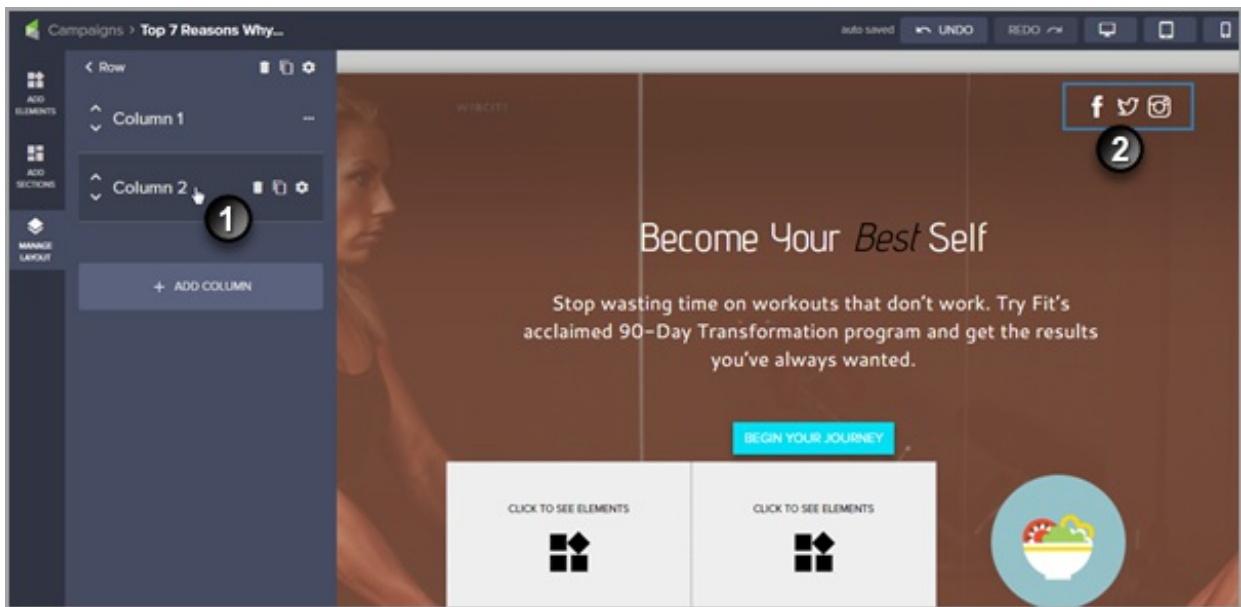 Campaigns > Top 7 Reasons Why...
auto saved
UNDO
REDO
ADD
ELEMENTS
ADD
SECTIONS
MANAGE
LAYOUT
< Row
Column 1
Column 2
1
+ ADD COLUMN
f
2
Become Your Best Self
Stop wasting time on workouts that don't work. Try Fit's
acclaimed 90-Day Transformation program and get the results
you've always wanted.
BEGIN YOUR JOURNEY
CLICK TO SEE ELEMENTS
CLICK TO SEE ELEMENTS